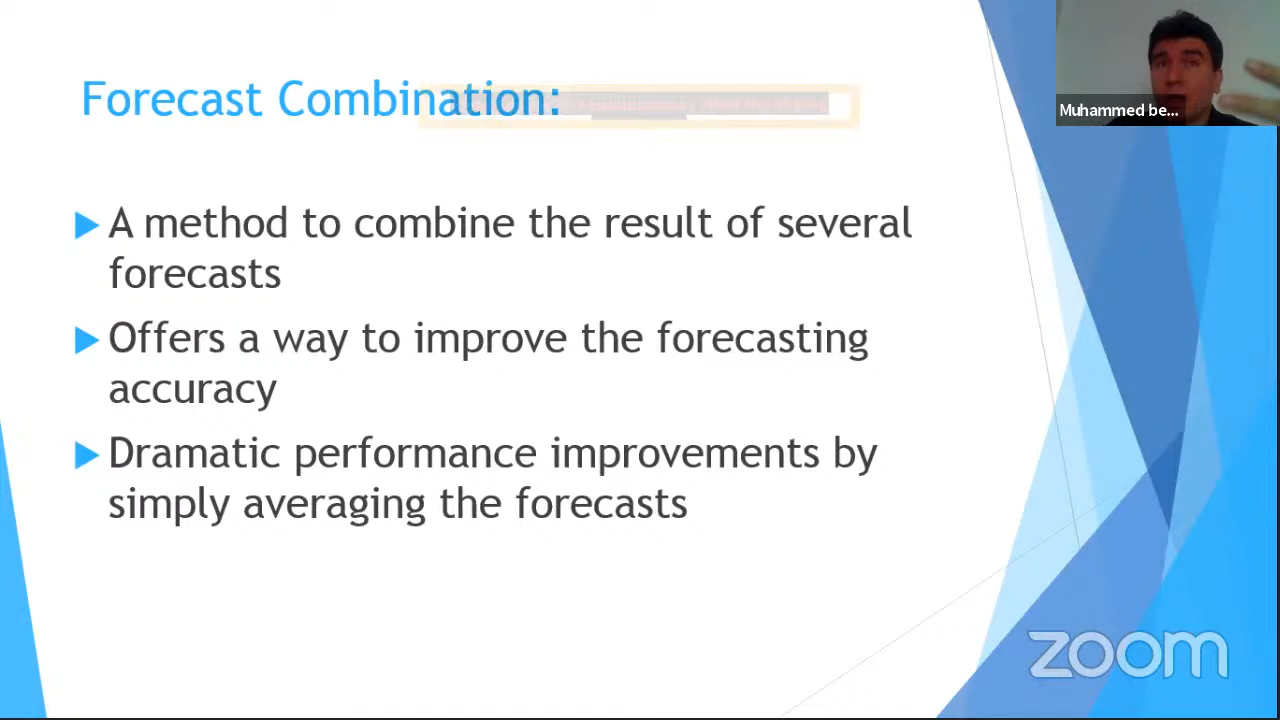 Forecast Combination:
Muhammed be...
A method to combine the result of several
forecasts
Offers a way to improve the forecasting
accuracy
Dramatic performance improvements by
simply averaging the forecasts
zoom